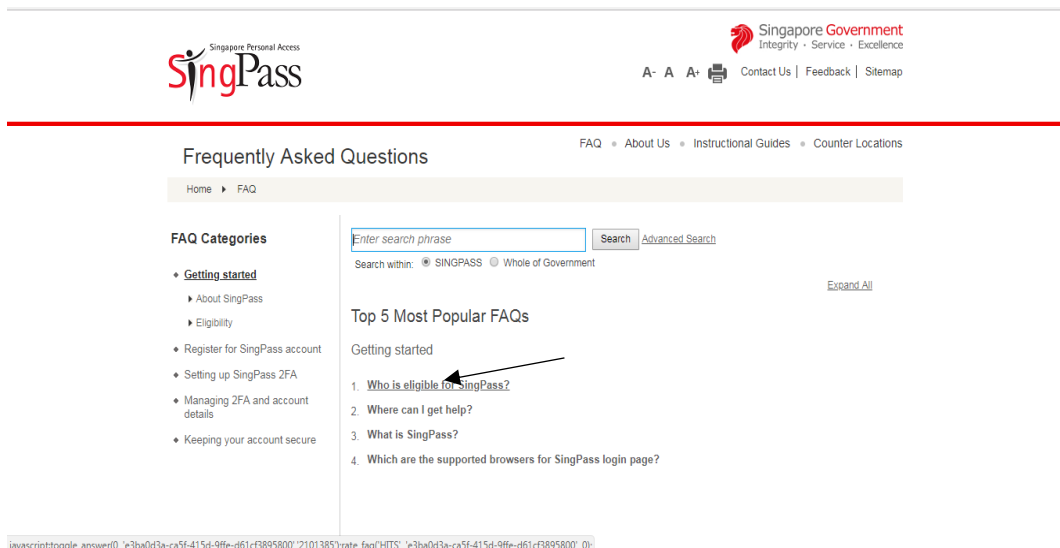 Singapore Personal Access
SingPass
Singapore Government
Integrity · Service · Excellence
A- A A+ Contact Us | Feedback | Sitemap
Frequently Asked Questions
FAQ About Us Instructional Guides Counter Locations
Home FAQ
FAQ Categories
Getting started
About SingPass
Eligibility
Register for SingPass account
Setting up SingPass 2FA
Managing 2FA and account
details
Keeping your account secure
Enter search phrase Search Advanced Search
Search within: SINGPASS Whole of Government
Expand All
Top 5 Most Popular FAQs
Getting started
1. Who is eligible for SingPass?
2. Where can I get help?
3. What is SingPass?
4. Which are the supported browsers for SingPass login page?
javascript:toggle_answer(0, 'e3ba0d3a-ca5f-415d-9ffe-d61cf3895800','2101385');rate_faq('HITS', 'e3ba0d3a-ca5f-415d-9ffe-d61cf3895800', 0);